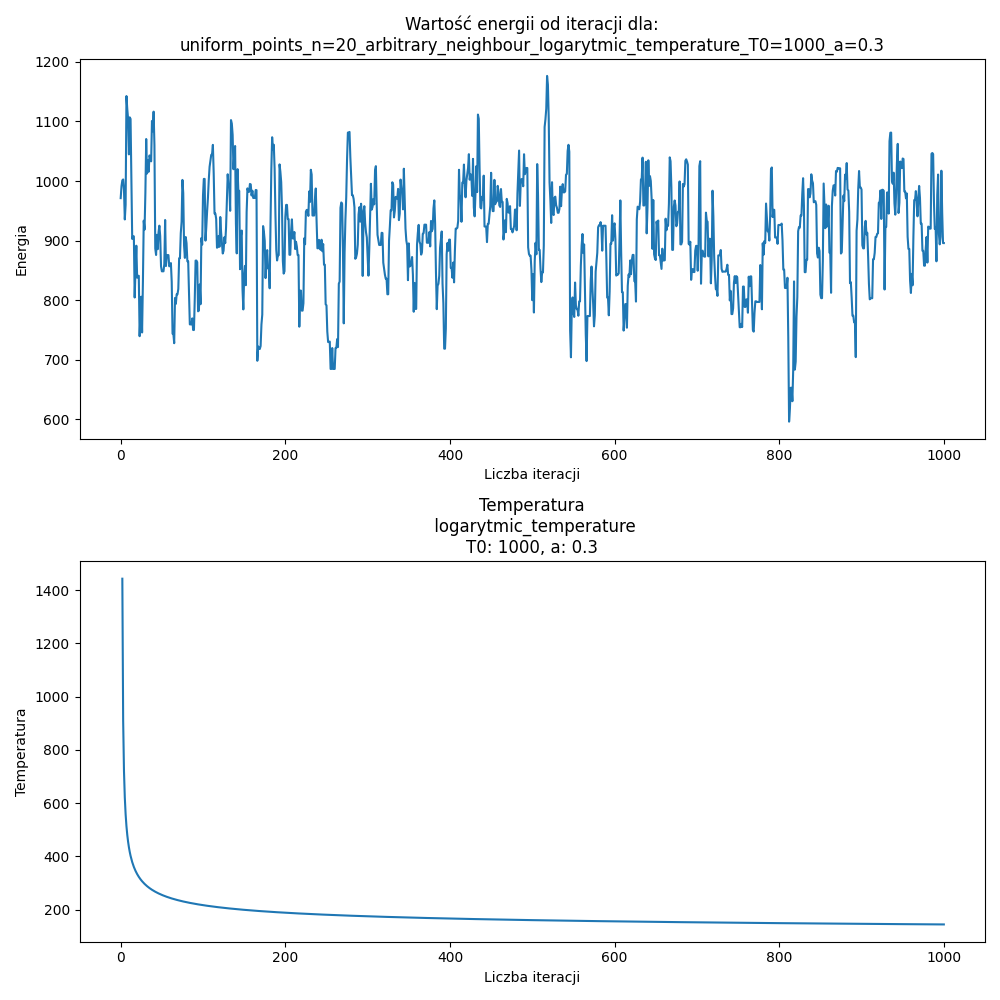 Wartość energii od iteracji dla:
uniform_points_n=20_arbitrary_neighbour_logarytmic_temperature_T0=1000_a=0.3
1200
1100
1000
900
800
700
600
Energia
0 200 400 600 800 1000
Liczba iteracji
Temperatura
logarytmic_temperature
T0: 1000, a: 0.3
1400
1200
1000
800
600
400
200
Temperatura
0 200 400 600 800 1000
Liczba iteracji